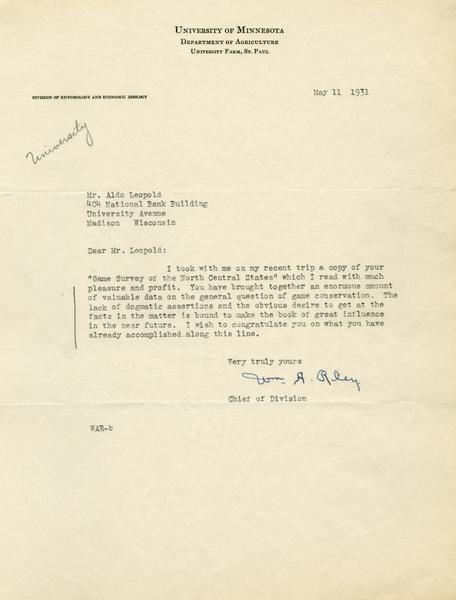 UNIVERSITY OF MINNESOTA
DEPARTMENT OF AGRICULTURE
UNIVERSITY FARM, ST. PAUL
DIVISION OF ENTOMOLOGY AND ECONOMIC ZOOLOGY
May 11 1931
University
Mr. Aldo Leopold
404 National Bank Building
University Avenue
Madison Wisconsin
Dear Mr. Leopold:
I took with me on my recent trip a copy of your
"Game Survey of the North Central States" which I read with much
pleasure and profit. You have brought together an enormous amount
of valuable data on the general question of game conservation. The
lack of dogmatic assertions and the obvious desire to get at the
facts in the matter is bound to make the book of great influence
in the near future. I wish to congratulate you on what you have
already accomplished along this line.
Very truly yours
Wm A. Riley
Chief of Division
WAR-b